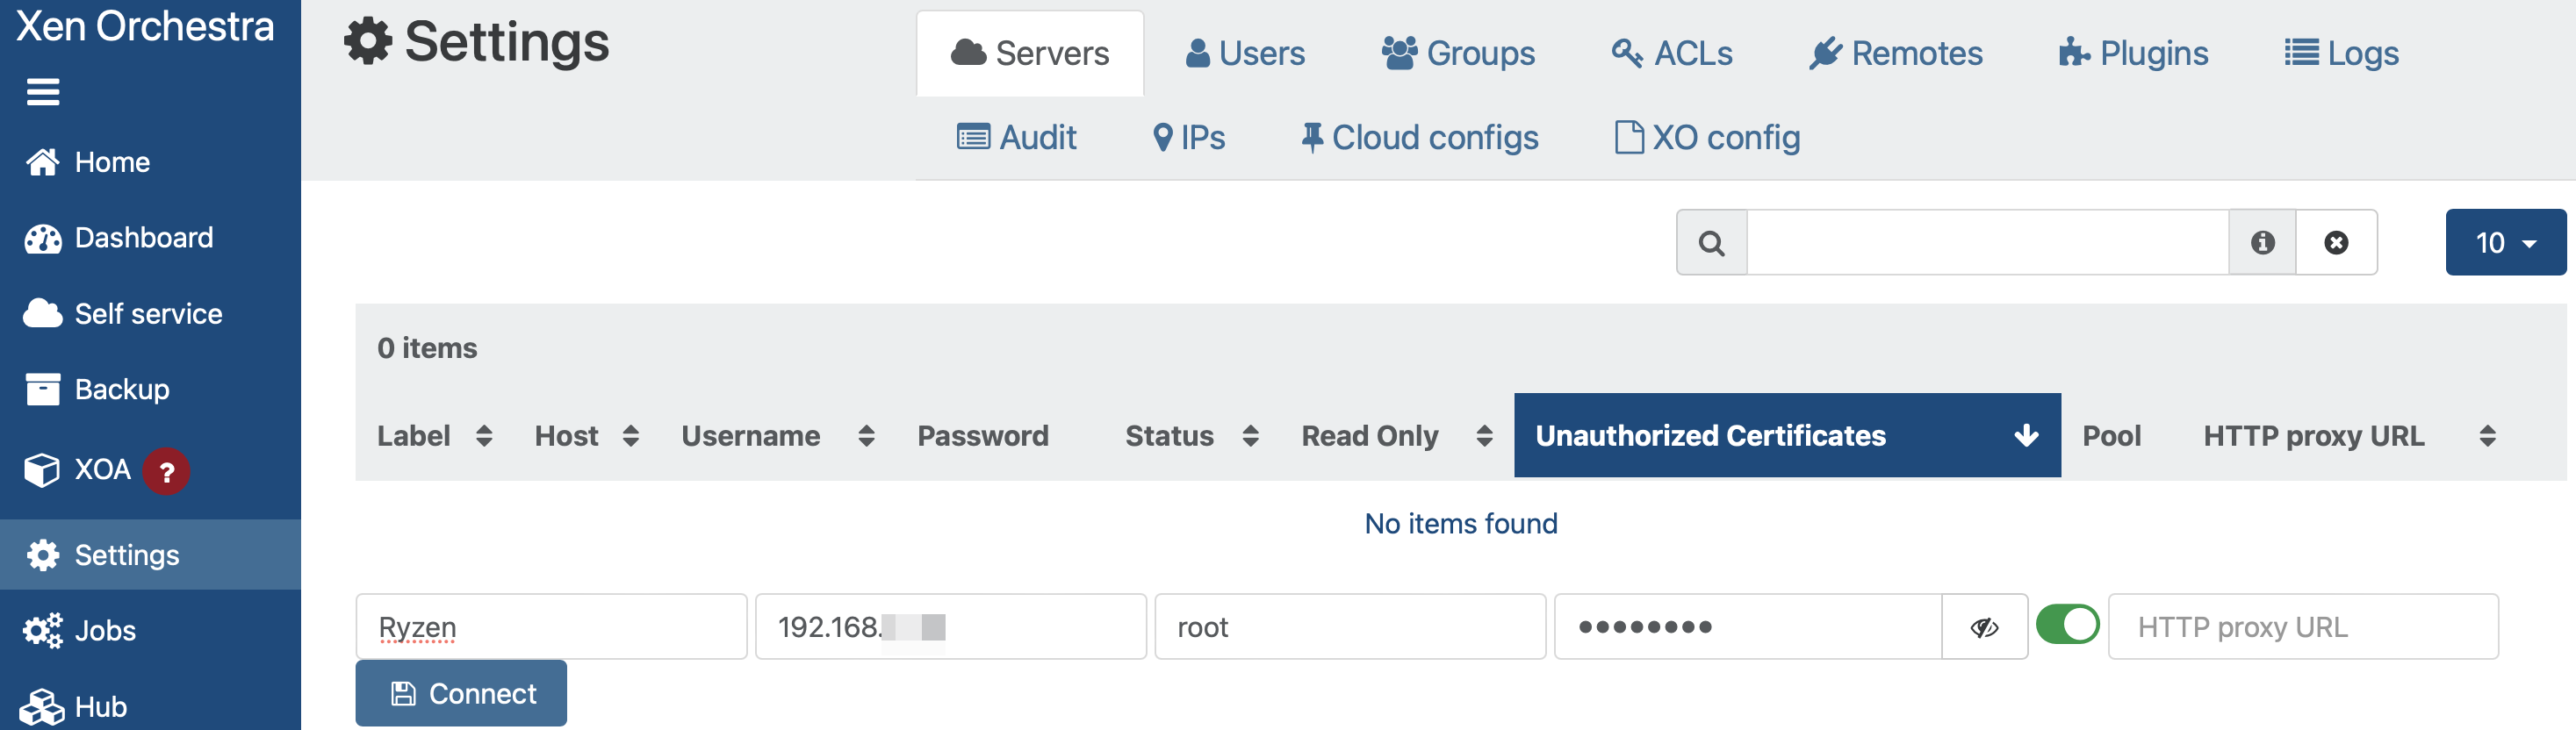 Xen Orchestra
Settings
Servers Users Groups ACLs Remotes Plugins Logs
Audit IPs Cloud configs XO config
Home
Dashboard
Self service
Backup
XOA ?
Settings
Jobs
Hub
10
0 items
Label Host Username Password Status Read Only Unauthorized Certificates Pool HTTP proxy URL
No items found
Ryzen 192.168. root •••••••• HTTP proxy URL
Connect